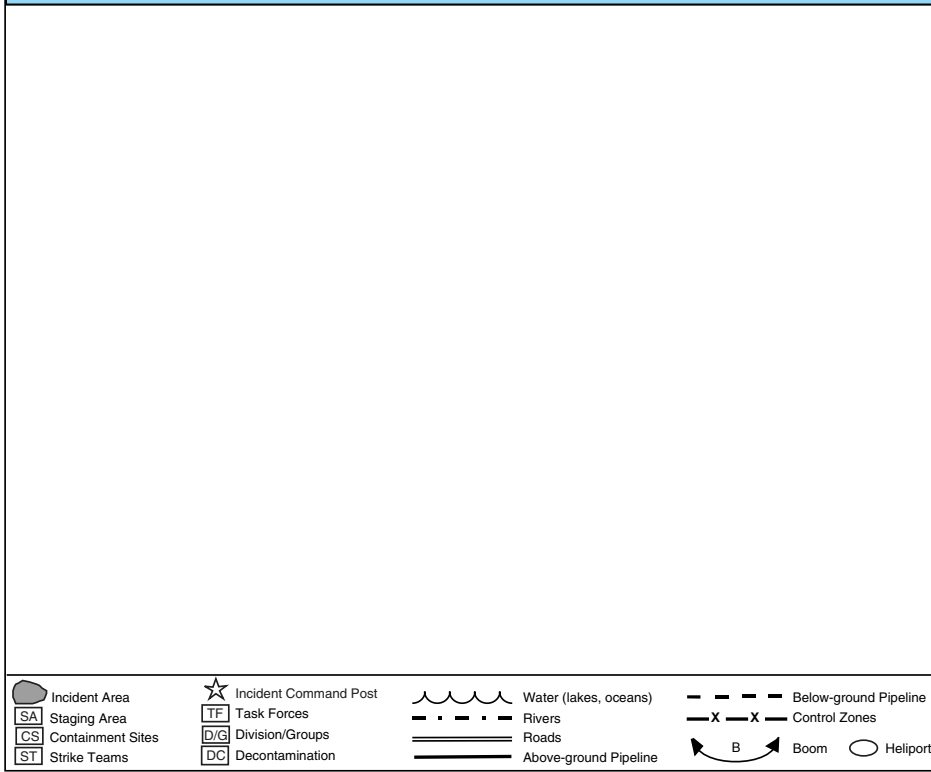 Incident Area
SA Staging Area
CS Containment Sites
ST Strike Teams
Incident Command Post
TF Task Forces
D/G Division/Groups
DC Decontamination
Water (lakes, oceans)
Rivers
Roads
Above-ground Pipeline
Below-ground Pipeline
X X Control Zones
B Boom
Heliport